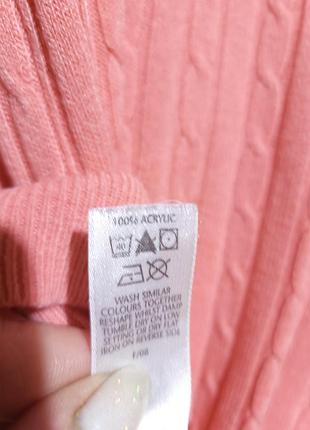 100% ACRYLIC
40
WASH SIMILAR
COLOURS TOGETHER
RESHAPE WHILST DAMP
TUMBLE DRY ON LOW
SETTING OR DRY FLAT
IRON ON REVERSE SIDE
F/08